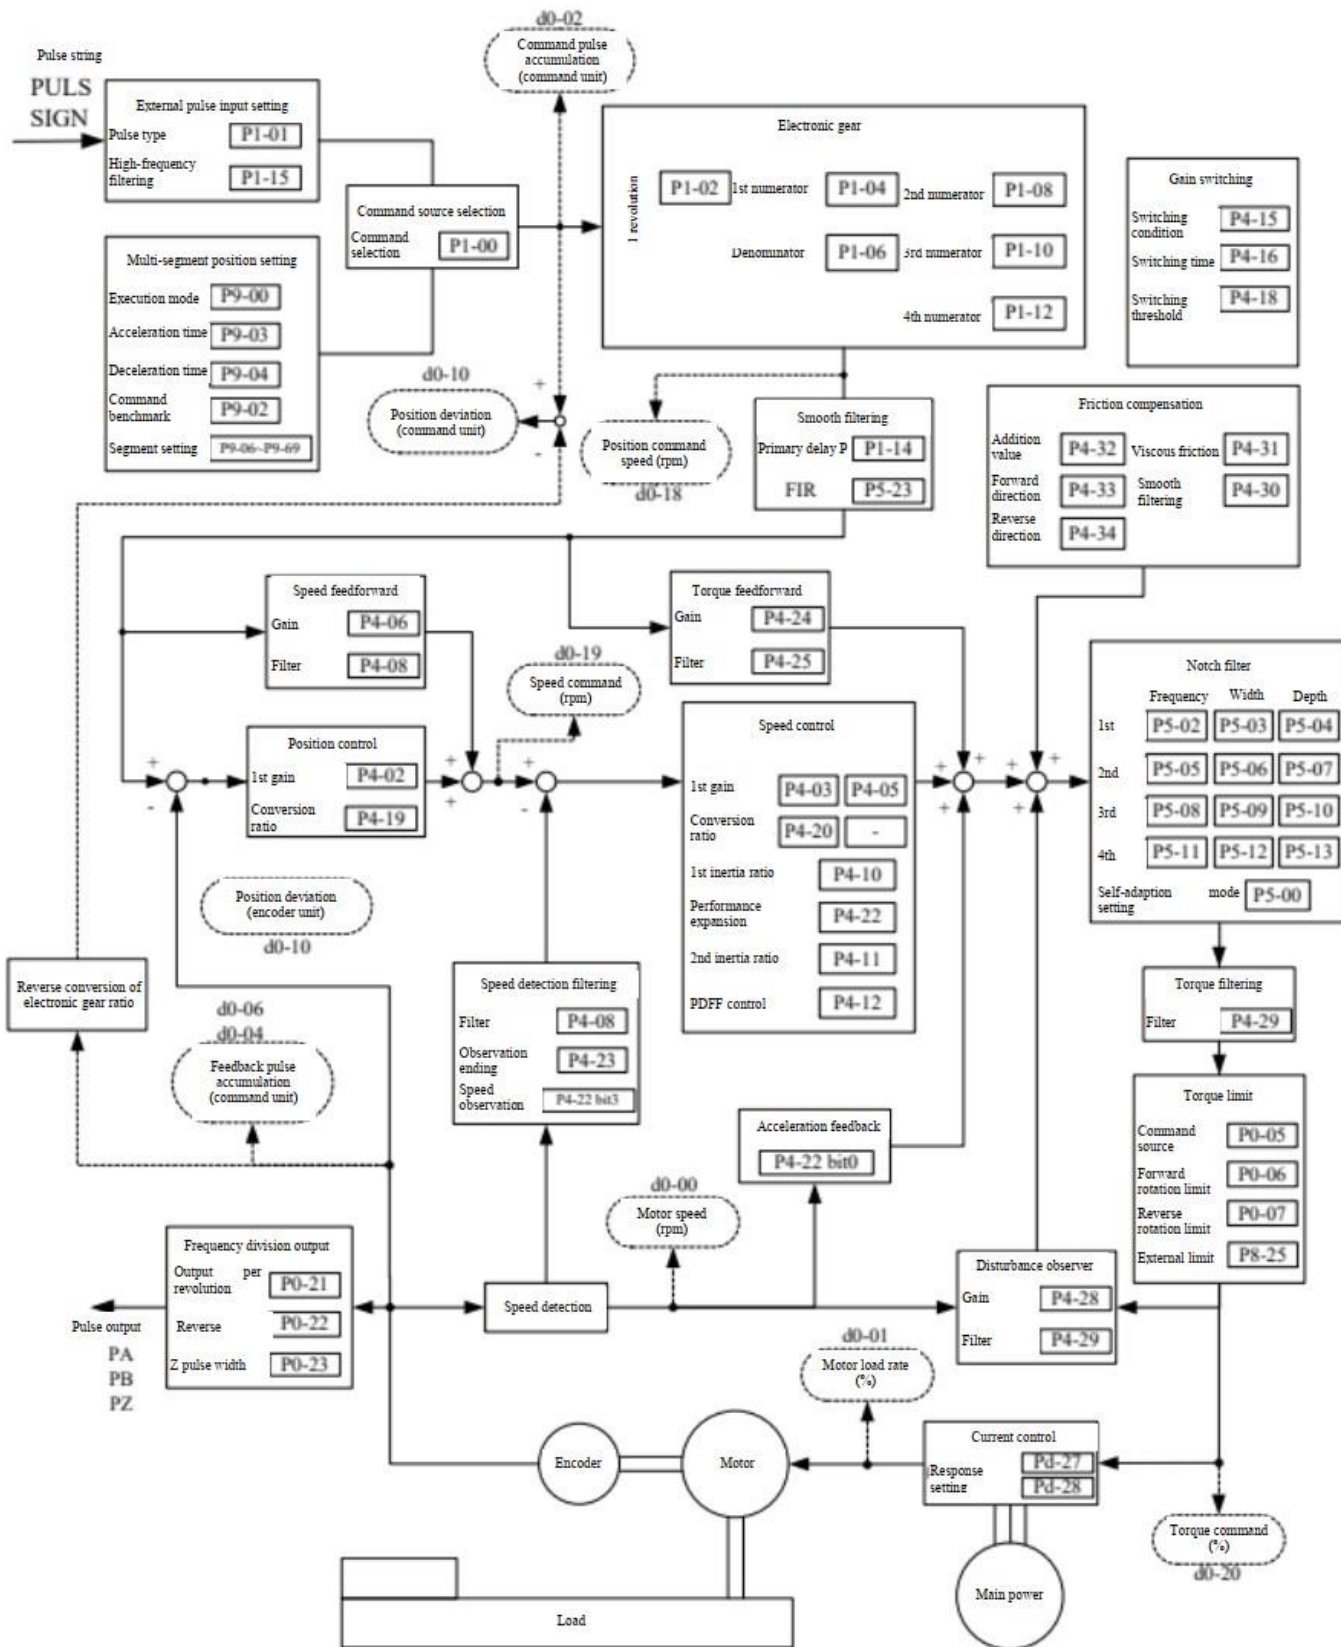 d0-02
Command pulse
accumulation
(command unit)
Pulse string
PULS
SIGN
External pulse input setting
Pulse type P1-01
High-frequency
filtering P1-15
Command source selection
Command
selection P1-00
Multi-segment position setting
Execution mode P9-00
Acceleration time P9-03
Deceleration time P9-04
Command
benchmark P9-02
Segment setting P9-06~P9-69
Electronic gear
1 revolution P1-02 1st numerator P1-04 2nd numerator P1-08
Denominator P1-06 3rd numerator P1-10
4th numerator P1-12
Gain switching
Switching
condition P4-15
Switching time P4-16
Switching
threshold P4-18
d0-10
Position deviation
(command unit)
+
-
Position command
speed (rpm)
d0-18
Smooth filtering
Primary delay P P1-14
FIR P5-23
Friction compensation
Addition
value P4-32 Viscous friction P4-31
Forward
direction P4-33 Smooth
filtering P4-30
Reverse
direction P4-34
Speed feedforward
Gain P4-06
Filter P4-08
Torque feedforward
Gain P4-24
Filter P4-25
d0-19
Speed command
(rpm)
Notch filter
Frequency Width Depth
1st P5-02 P5-03 P5-04
2nd P5-05 P5-06 P5-07
3rd P5-08 P5-09 P5-10
4th P5-11 P5-12 P5-13
Self-adaption
setting mode P5-00
+
-
Position control
1st gain P4-02
Conversion
ratio P4-19
+
+
+
-
Speed control
1st gain P4-03 P4-05
Conversion
ratio P4-20 -
1st inertia ratio P4-10
Performance
expansion P4-22
2nd inertia ratio P4-11
PDFF control P4-12
+
+
+
+
+
+
Position deviation
(encoder unit)
d0-10
Reverse conversion of
electronic gear ratio
d0-06
d0-04
Feedback pulse
accumulation
(command unit)
Speed detection filtering
Filter P4-08
Observation
ending P4-23
Speed
observation P4-22 bit3
Torque filtering
Filter P4-29
Torque limit
Command
source P0-05
Forward
rotation limit P0-06
Reverse
rotation limit P0-07
External limit P8-25
Acceleration feedback
P4-22 bit0
d0-00
Motor speed
(rpm)
Frequency division output
Output per
revolution P0-21
Reverse P0-22
Z pulse width P0-23
Pulse output
PA
PB
PZ
Speed detection
Disturbance observer
Gain P4-28
Filter P4-29
d0-01
Motor load rate
(%)
Encoder
Motor
Current control
Response
setting Pd-27
Pd-28
Torque command
(%)
d0-20
Main power
Load